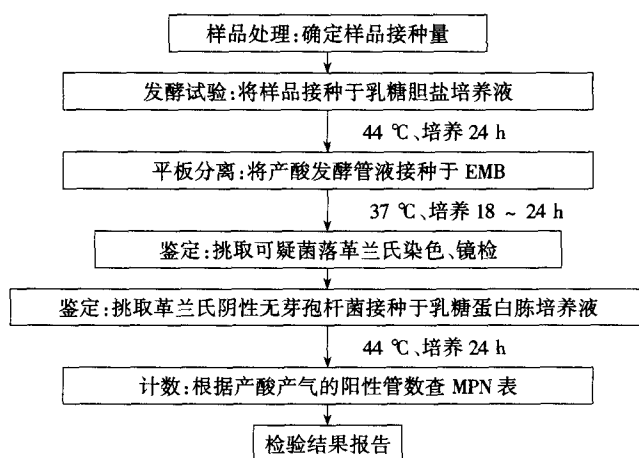 样品处理:确定样品接种量
发酵试验:将样品接种于乳糖胆盐培养液
44 ℃、培养 24 h
平板分离:将产酸发酵管液接种于 EMB
37 ℃、培养 18 ~ 24 h
鉴定:挑取可疑菌落革兰氏染色、镜检
鉴定:挑取革兰氏阴性无芽孢杆菌接种于乳糖蛋白胨培养液
44 ℃、培养 24 h
计数:根据产酸产气的阳性管数查 MPN 表
检验结果报告